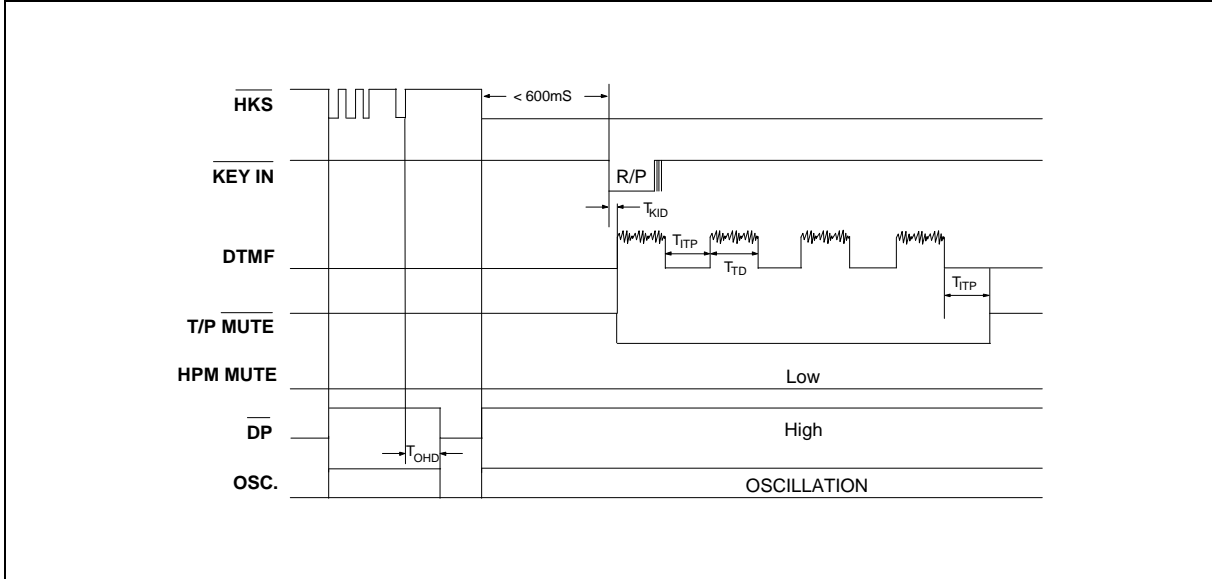 HKS
< 600mS
KEY IN
R/P
TKID
DTMF
TITP
TTD
TITP
T/P MUTE
HPM MUTE
Low
DP
High
TOHD
OSC.
OSCILLATION